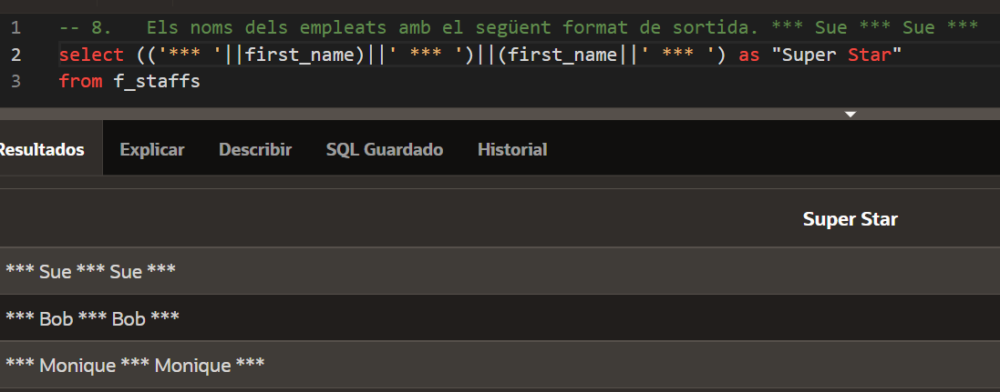 1 -- 8.   Els noms dels empleats amb el següent format de sortida. *** Sue *** Sue ***
2 select (('*** '||first_name)||' *** ')||(first_name||' *** ') as "Super Star"
3 from f_staffs
Resultados Explicar Describir SQL Guardado Historial
Super Star
*** Sue *** Sue ***
*** Bob *** Bob ***
*** Monique *** Monique ***